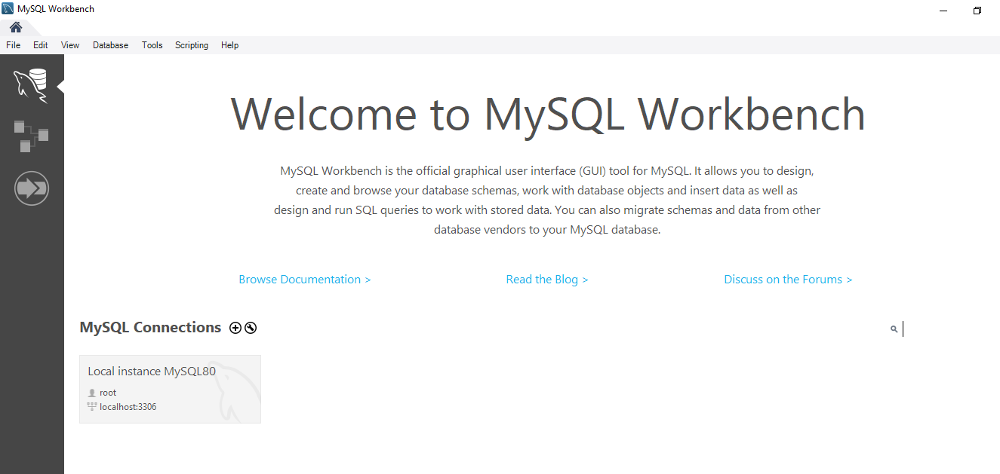 MySQL Workbench
File Edit View Database Tools Scripting Help
Welcome to MySQL Workbench
MySQL Workbench is the official graphical user interface (GUI) tool for MySQL. It allows you to design,
create and browse your database schemas, work with database objects and insert data as well as
design and run SQL queries to work with stored data. You can also migrate schemas and data from other
database vendors to your MySQL database.
Browse Documentation > Read the Blog > Discuss on the Forums >
MySQL Connections
Local instance MySQL80
root
localhost:3306